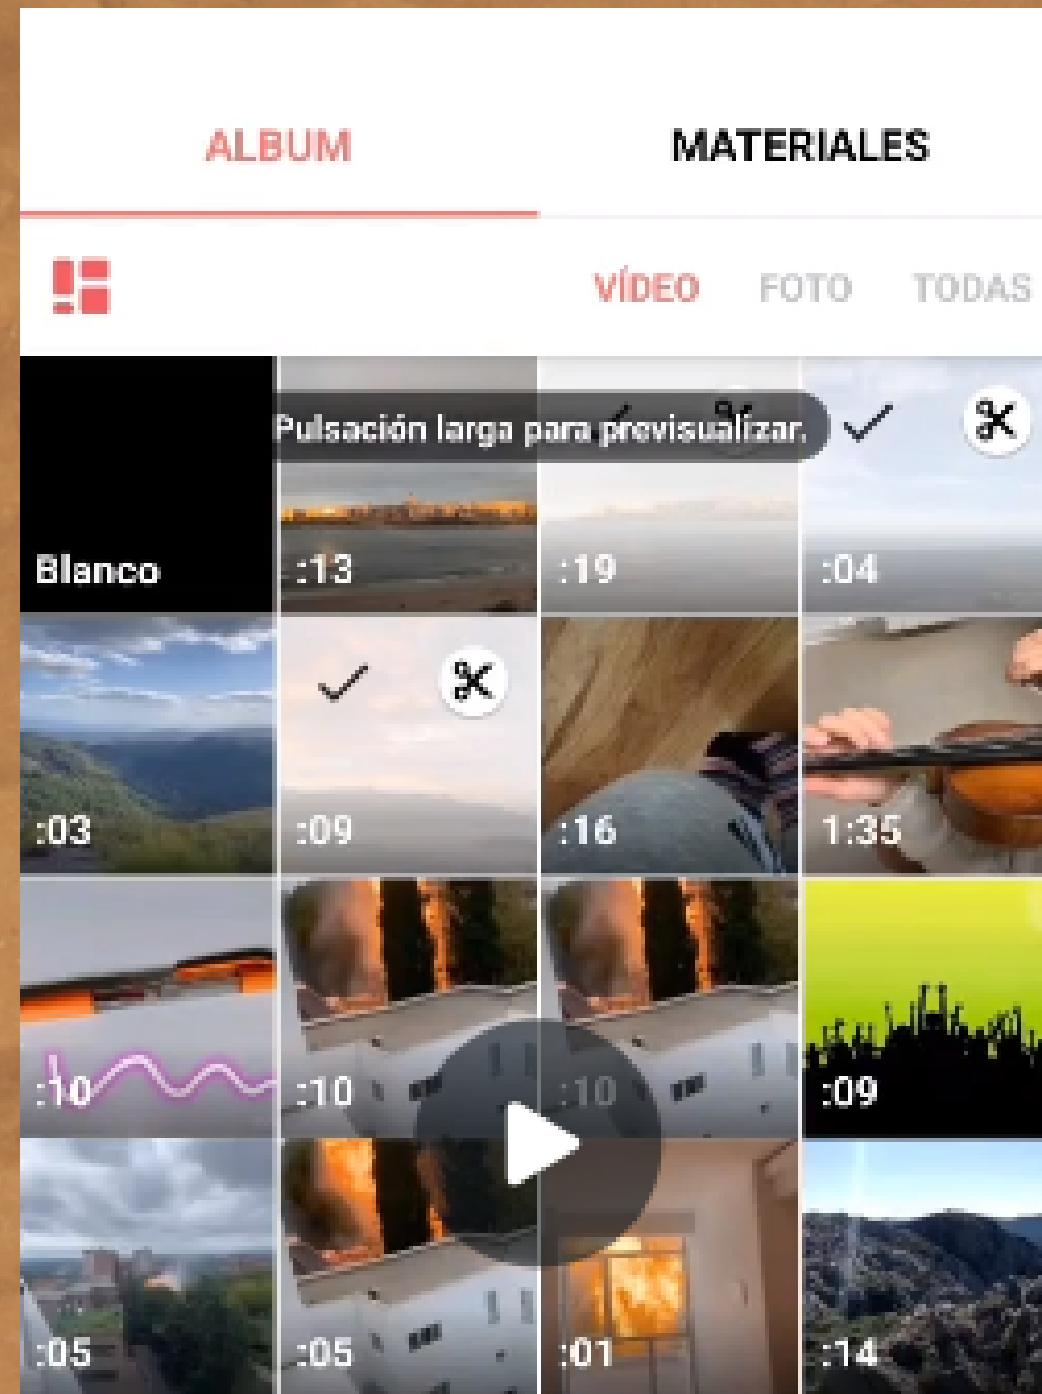 ALBUM MATERIALES
VÍDEO FOTO TODAS
Pulsación larga para previsualizar.
Blanco :13 :19 :04
:03 :09 :16 1:35
:10 :10 :10 :09
:05 :05 :01 :14